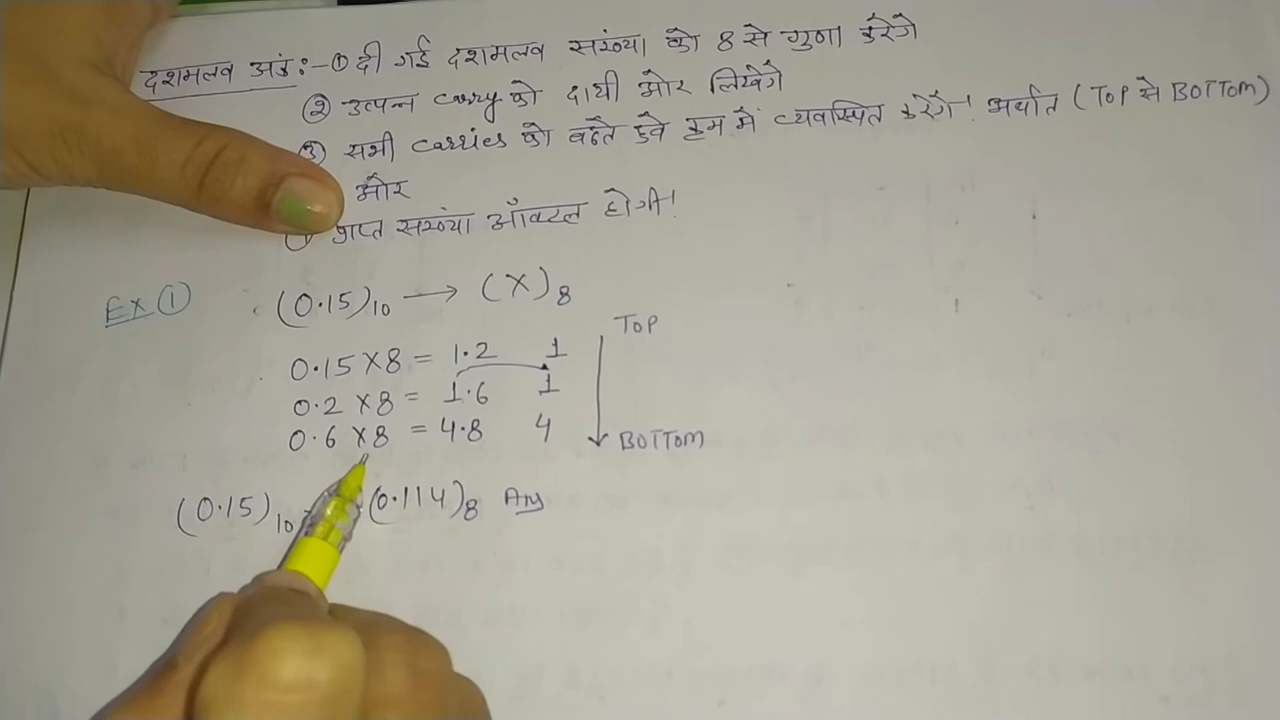 दशमलव अंक :- ① दी गई दशमलव संख्या को 8 से गुणा करेगे
② उत्पन्न carry को दायी ओर लिखेंगे
③ सभी carries को बढते हुवे क्रम में व्यवस्थित करेंगे! अर्थात (TOP से BOTTOM)
और
प्राप्त संख्या ऑक्टल होगी!
EX ① (0.15)10 → (X)8
TOP
0.15 X 8 = 1.2 1
0.2 X 8 = 1.6 1
0.6 X 8 = 4.8 4
BOTTOM
(0.15)10 (0.114)8 Ans